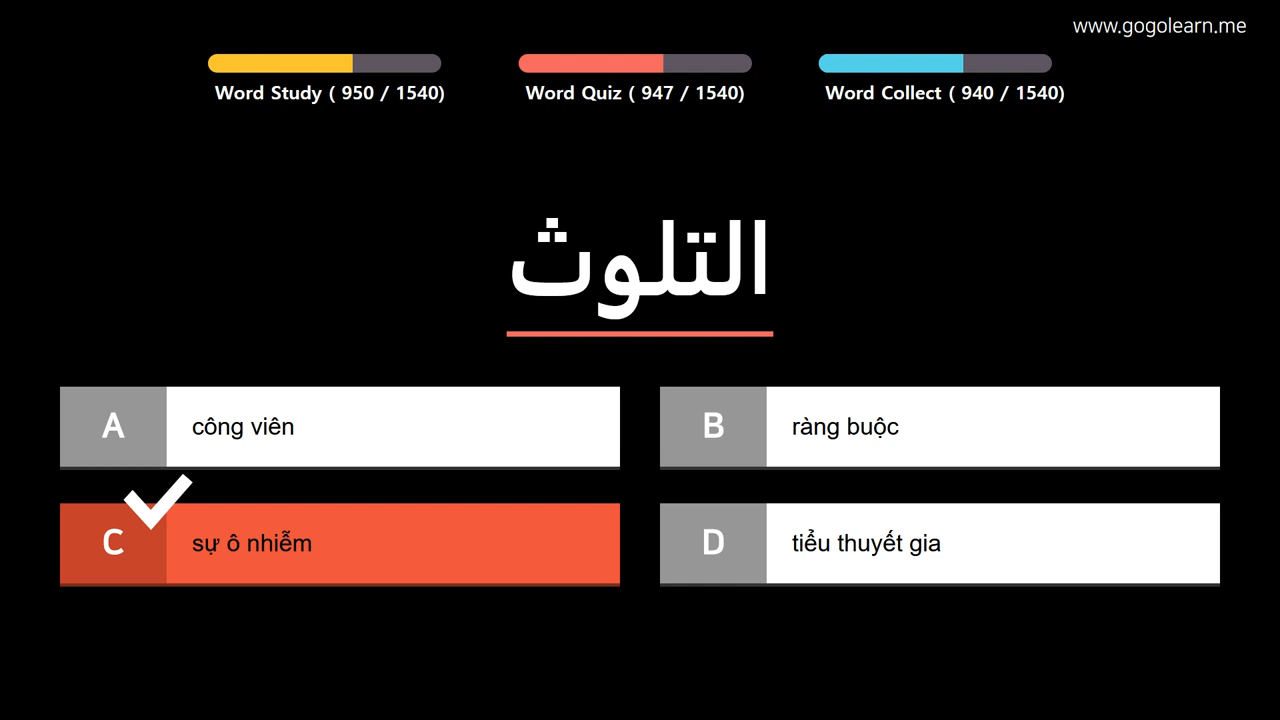 www.gogolearn.me
Word Study ( 950 / 1540)
Word Quiz ( 947 / 1540)
Word Collect ( 940 / 1540)
التلوث
A
công viên
B
ràng buộc
C
sự ô nhiễm
D
tiểu thuyết gia